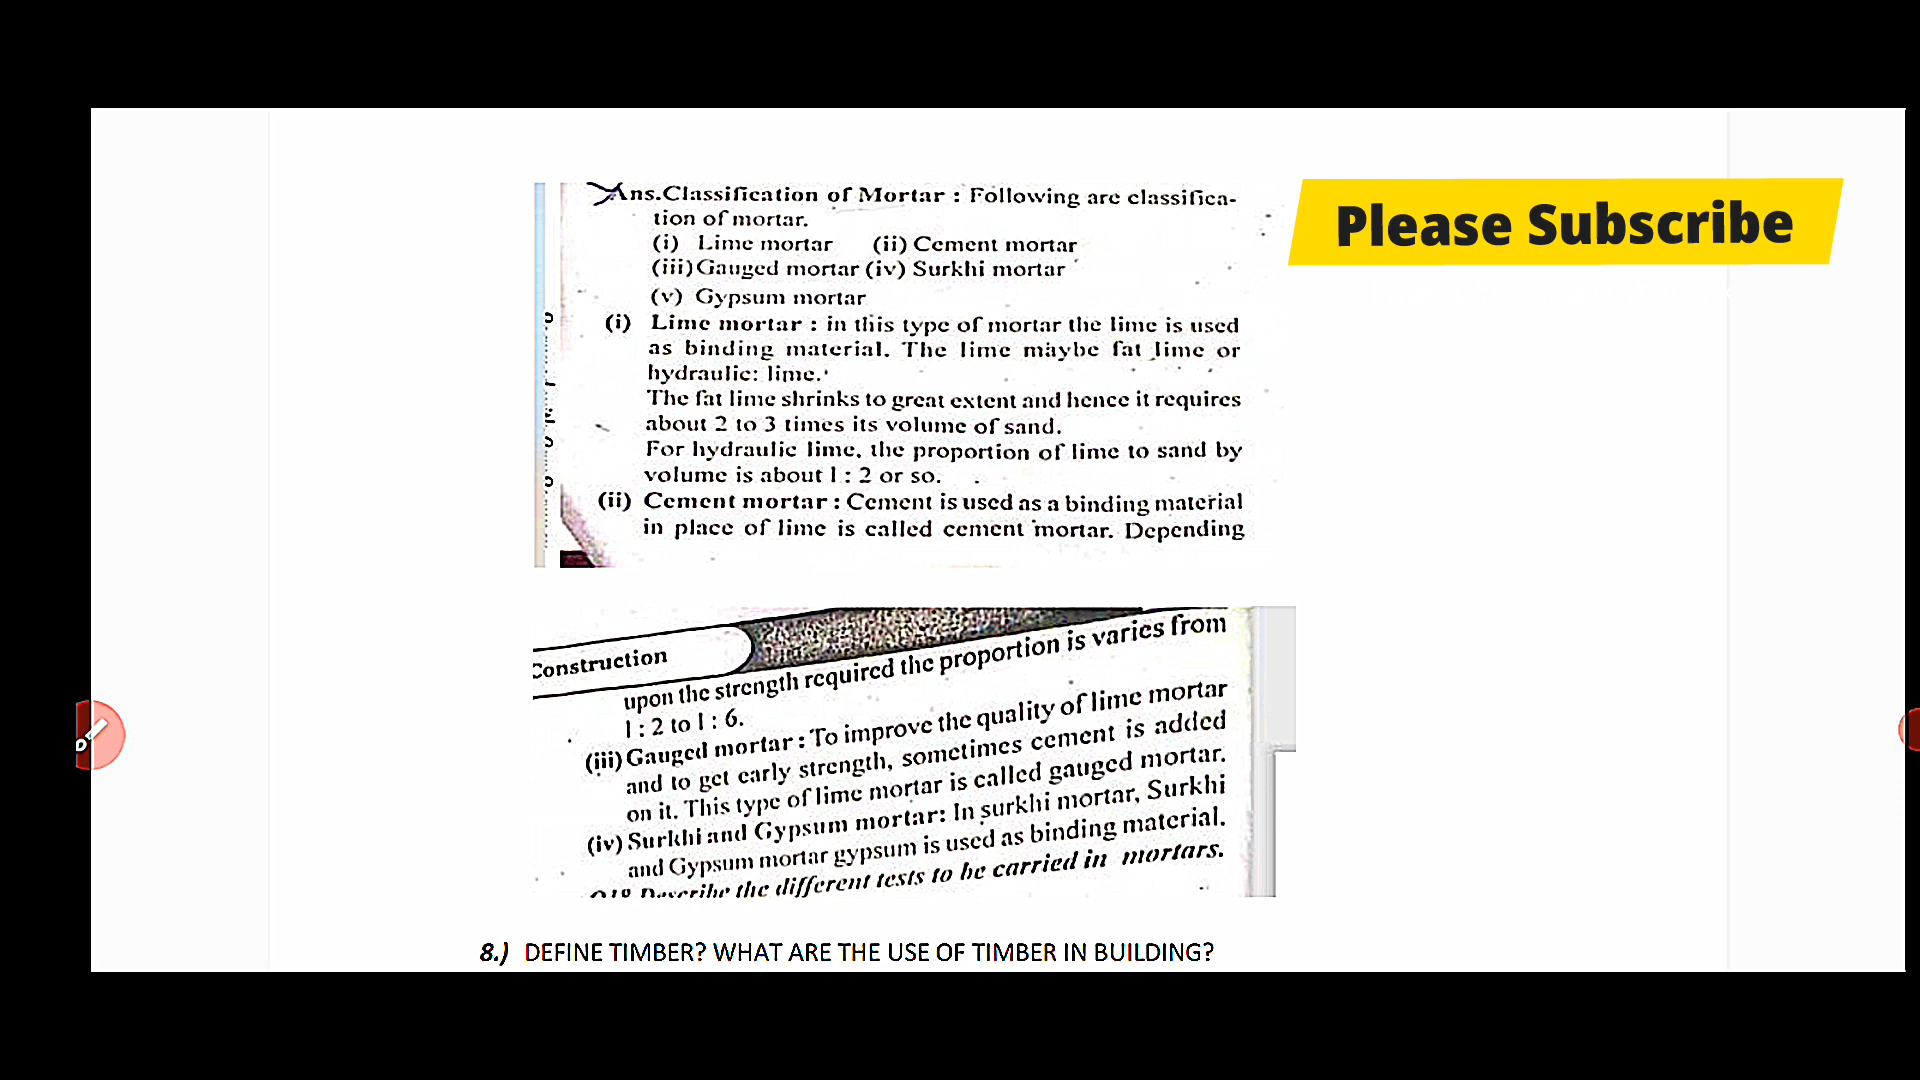 Ans.Classification of Mortar : Following are classifica-
tion of mortar.
(i) Lime mortar (ii) Cement mortar
(iii) Gauged mortar (iv) Surkhi mortar
(v) Gypsum mortar
(i) Lime mortar : in this type of mortar the lime is used
as binding material. The lime maybe fat lime or
hydraulic: lime.
The fat lime shrinks to great extent and hence it requires
about 2 to 3 times its volume of sand.
For hydraulic lime, the proportion of lime to sand by
volume is about 1 : 2 or so.
(ii) Cement mortar : Cement is used as a binding material
in place of lime is called cement mortar. Depending
Please Subscribe
Construction
upon the strength required the proportion is varies from
1 : 2 to 1 : 6.
(iii) Gauged mortar : To improve the quality of lime mortar
and to get early strength, sometimes cement is added
on it. This type of lime mortar is called gauged mortar.
(iv) Surkhi and Gypsum mortar: In surkhi mortar, Surkhi
and Gypsum mortar gypsum is used as binding material.
Describe the different tests to be carried in mortars.
8.) DEFINE TIMBER? WHAT ARE THE USE OF TIMBER IN BUILDING?